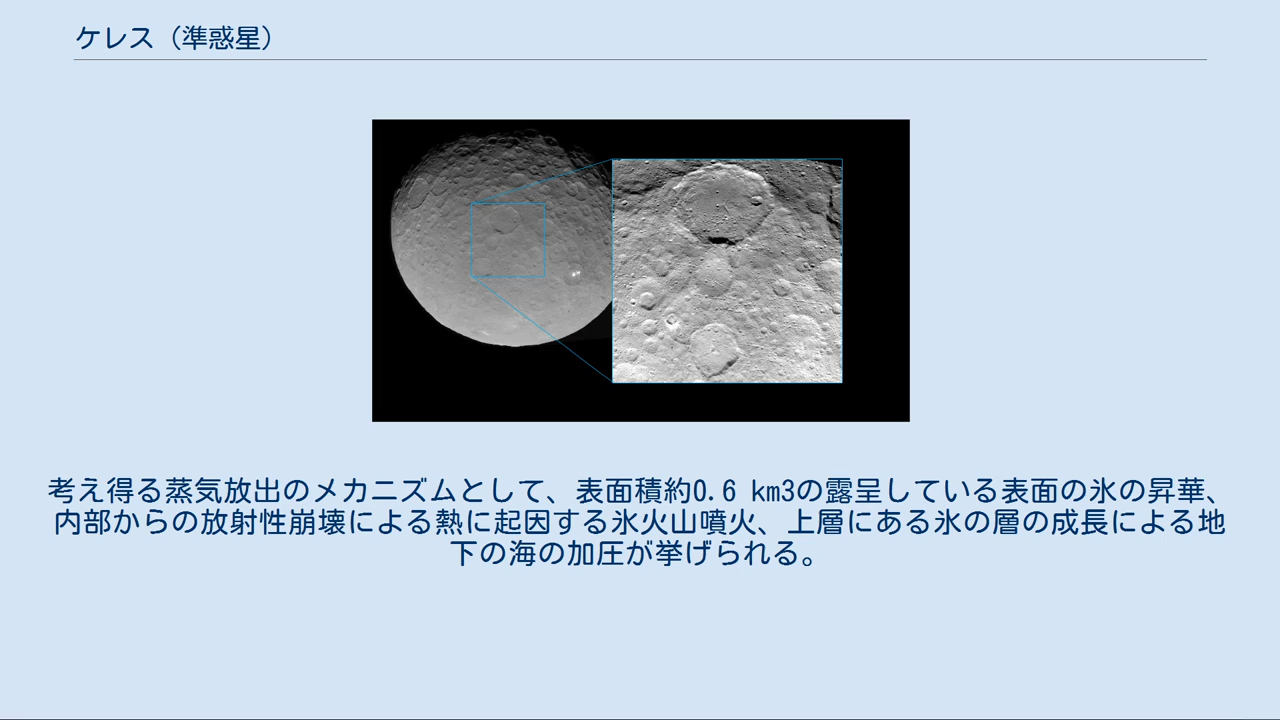 ケレス（準惑星）
考え得る蒸気放出のメカニズムとして、表面積約0.6 km3の露呈している表面の氷の昇華、
内部からの放射性崩壊による熱に起因する氷火山噴火、上層にある氷の層の成長による地
下の海の加圧が挙げられる。